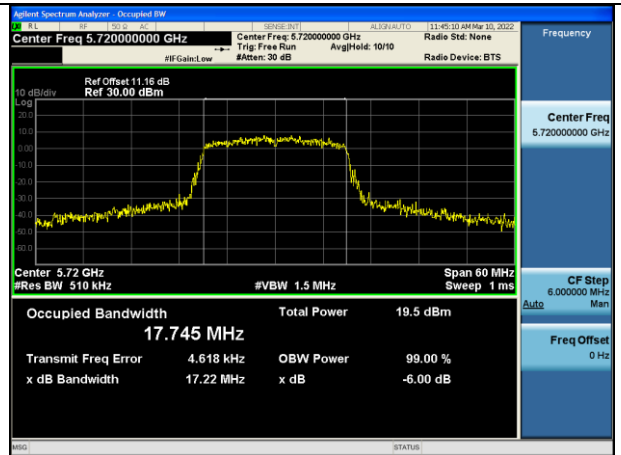 Agilent Spectrum Analyzer - Occupied BW
RL RF 50 Ω AC SENSE:INT ALIGNAUTO 11:45:10 AM Mar 10, 2022
Center Freq 5.720000000 GHz Center Freq: 5.720000000 GHz Radio Std: None Frequency
Trig: Free Run Avg|Hold: 10/10
#IFGain:Low #Atten: 30 dB Radio Device: BTS
Ref Offset 11.16 dB
10 dB/div Ref 30.00 dBm
Log
20.0
10.0
0.00
-10.0
-20.0
-30.0
-40.0
-50.0
-60.0
Center Freq
5.720000000 GHz
Center 5.72 GHz Span 60 MHz
#Res BW 510 kHz #VBW 1.5 MHz Sweep 1 ms
CF Step
6.000000 MHz
Auto Man
Occupied Bandwidth Total Power 19.5 dBm
17.745 MHz
Transmit Freq Error 4.618 kHz OBW Power 99.00 %
x dB Bandwidth 17.22 MHz x dB -6.00 dB
Freq Offset
0 Hz
MSG STATUS